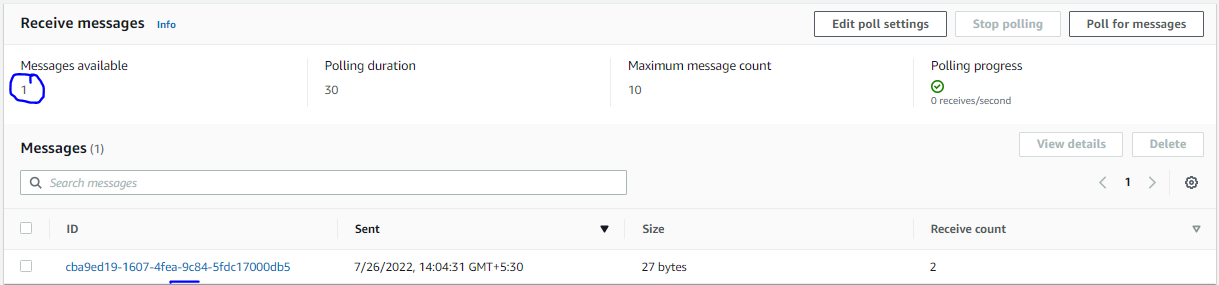 Receive messages Info Edit poll settings Stop polling Poll for messages
Messages available Polling duration Maximum message count Polling progress
1 30 10
0 receives/second
Messages (1) View details Delete
Search messages 1
ID Sent Size Receive count
cba9ed19-1607-4fea-9c84-5fdc17000db5 7/26/2022, 14:04:31 GMT+5:30 27 bytes 2